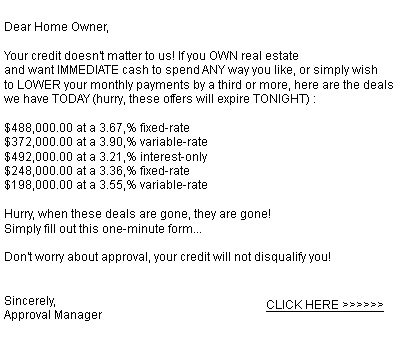 Dear Home Owner,
Your credit doesn't matter to us! If you OWN real estate
and want IMMEDIATE cash to spend ANY way you like, or simply wish
to LOWER your monthly payments by a third or more, here are the deals
we have TODAY (hurry, these offers will expire TONIGHT) :
$488,000.00 at a 3.67,% fixed-rate
$372,000.00 at a 3.90,% variable-rate
$492,000.00 at a 3.21,% interest-only
$248,000.00 at a 3.36,% fixed-rate
$198,000.00 at a 3.55,% variable-rate
Hurry, when these deals are gone, they are gone!
Simply fill out this one-minute form...
Don't worry about approval, your credit will not disqualify you!
Sincerely,
Approval Manager
CLICK HERE >>>>>>